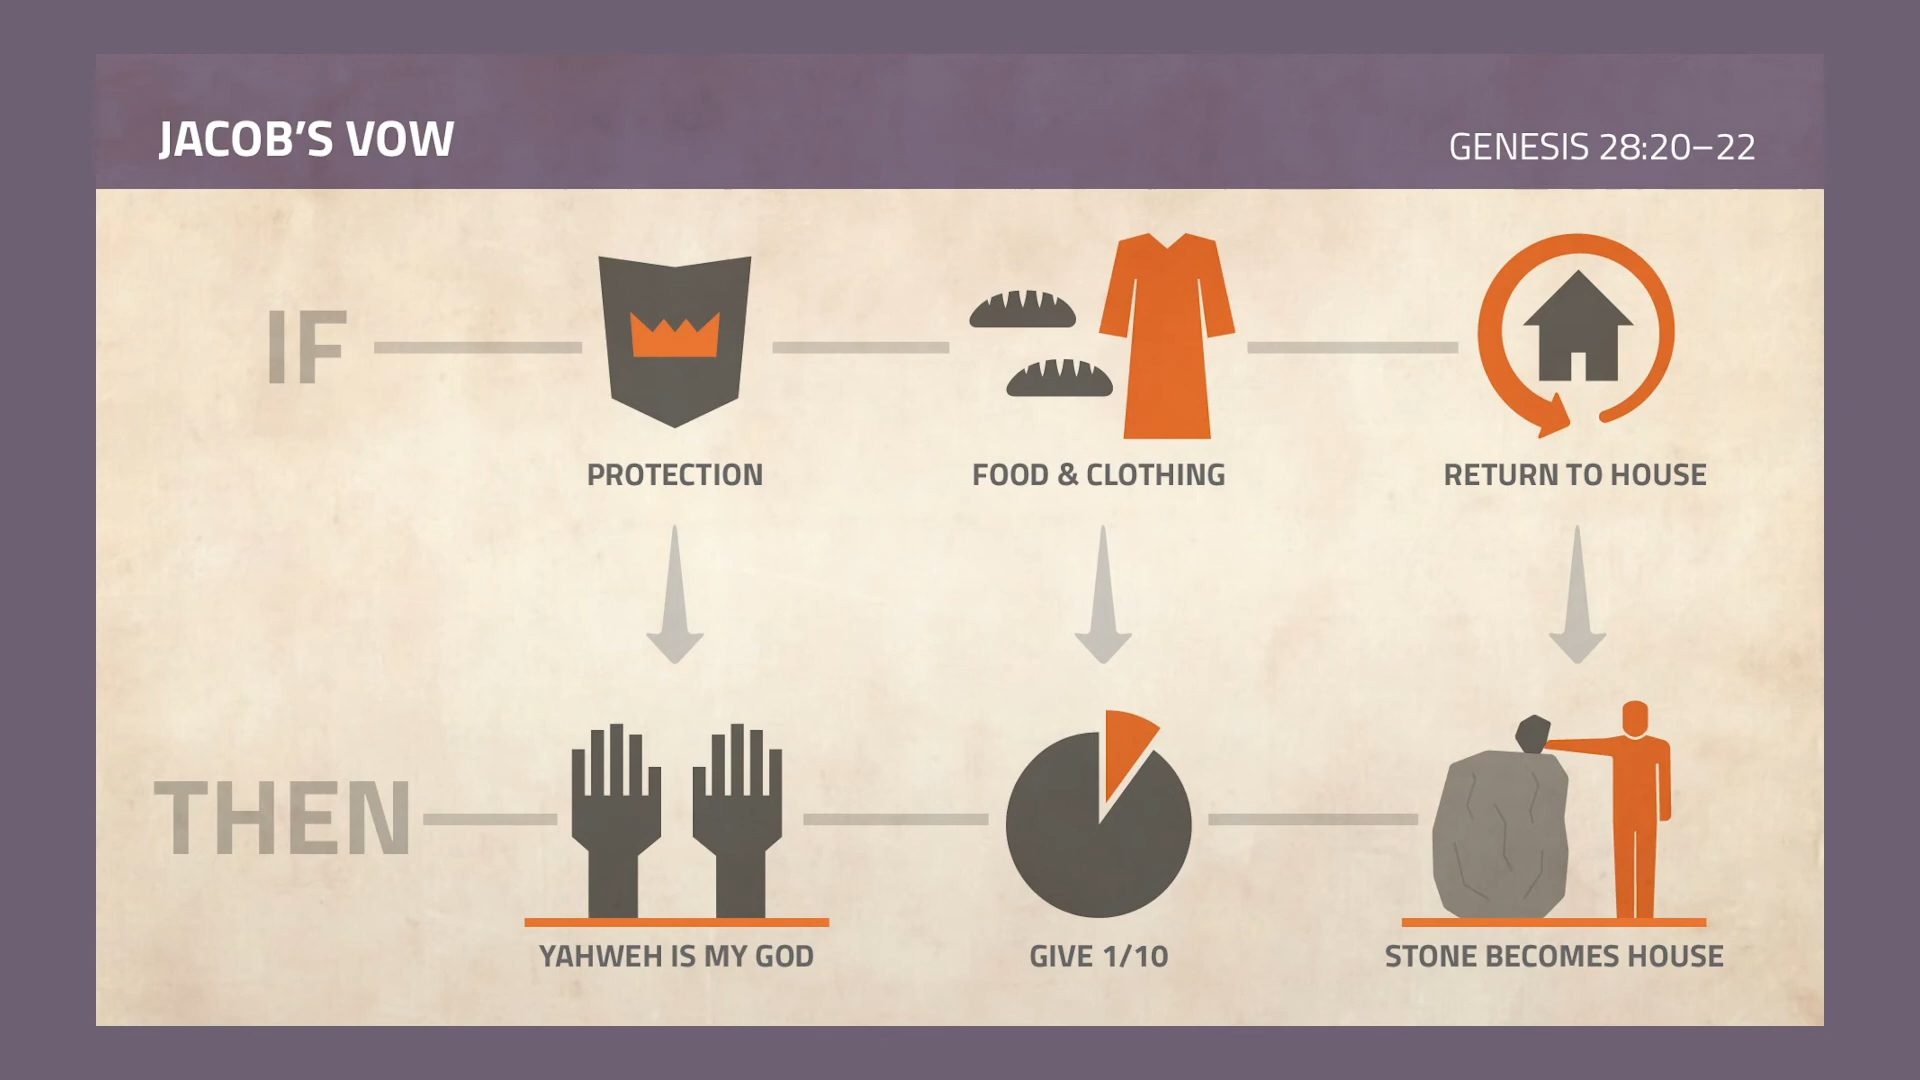 JACOB’S VOW
GENESIS 28:20–22
IF
PROTECTION
FOOD & CLOTHING
RETURN TO HOUSE
THEN
YAHWEH IS MY GOD
GIVE 1/10
STONE BECOMES HOUSE